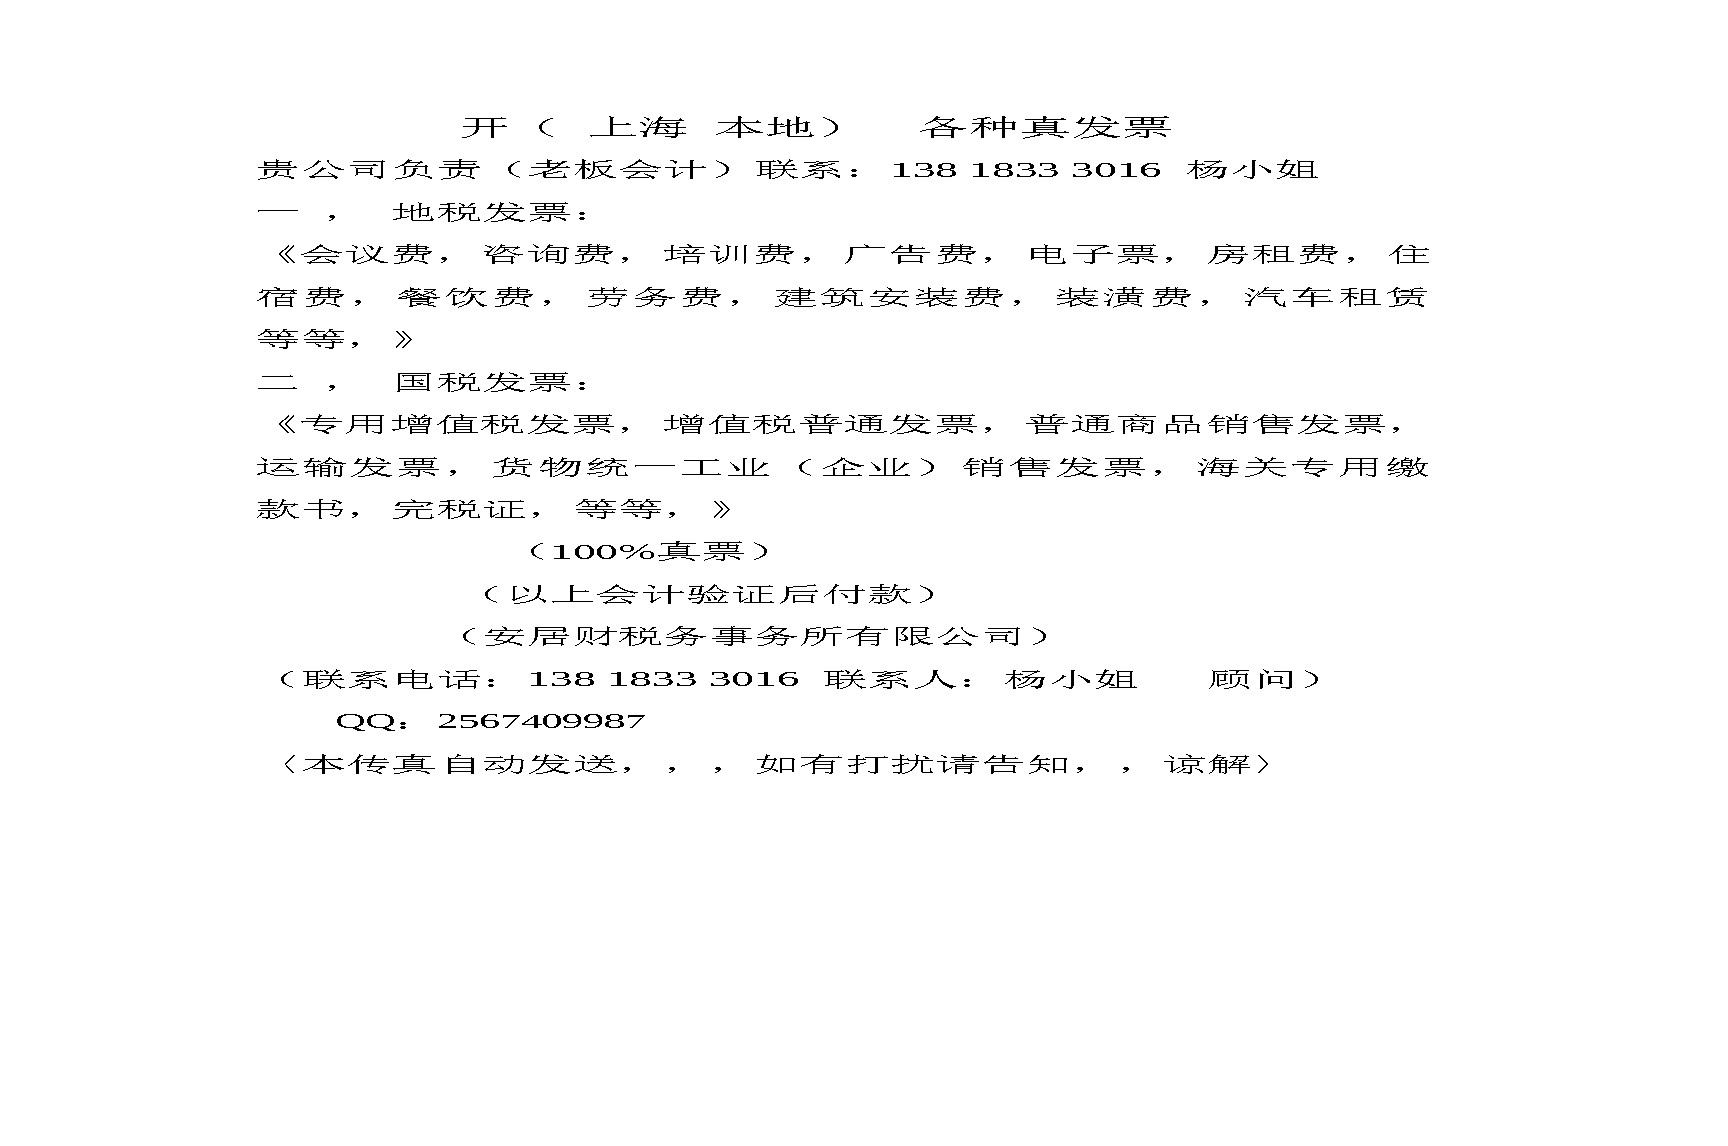 开（ 上海 本地） 各种真发票
贵公司负责（老板会计）联系：138 1833 3016 杨小姐
一 ， 地税发票：
《会议费，咨询费，培训费，广告费，电子票，房租费，住
宿费，餐饮费，劳务费，建筑安装费，装潢费，汽车租赁
等等，》
二 ， 国税发票：
《专用增值税发票，增值税普通发票，普通商品销售发票，
运输发票，货物统一工业（企业）销售发票，海关专用缴
款书，完税证，等等，》
（100%真票）
（以上会计验证后付款）
（安居财税务事务所有限公司）
（联系电话：138 1833 3016 联系人：杨小姐 顾问）
QQ：2567409987
〈本传真自动发送，，，如有打扰请告知，，谅解〉